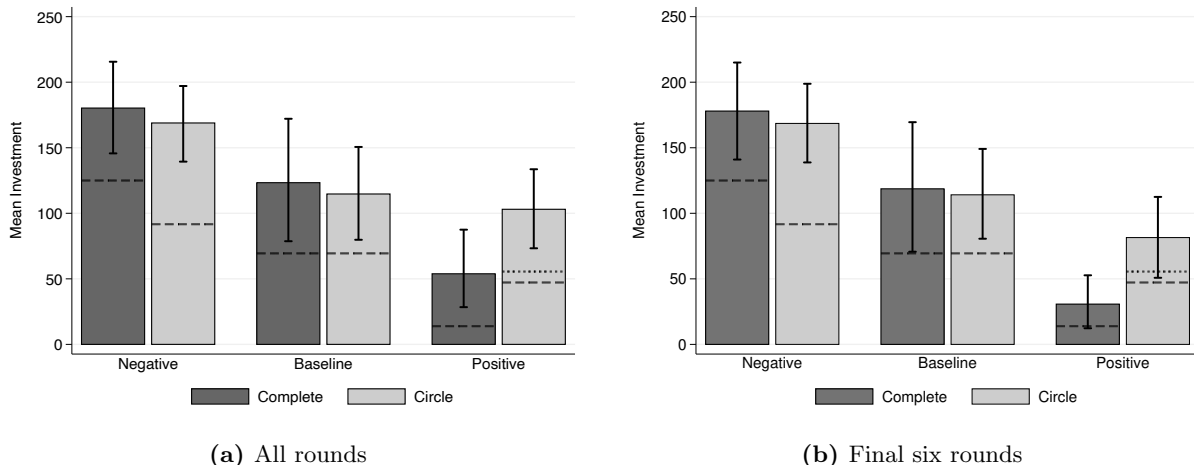 250
200
150
100
50
0
Mean Investment
Negative Baseline Positive
Complete Circle
(a) All rounds
250
200
150
100
50
0
Mean Investment
Negative Baseline Positive
Complete Circle
(b) Final six rounds